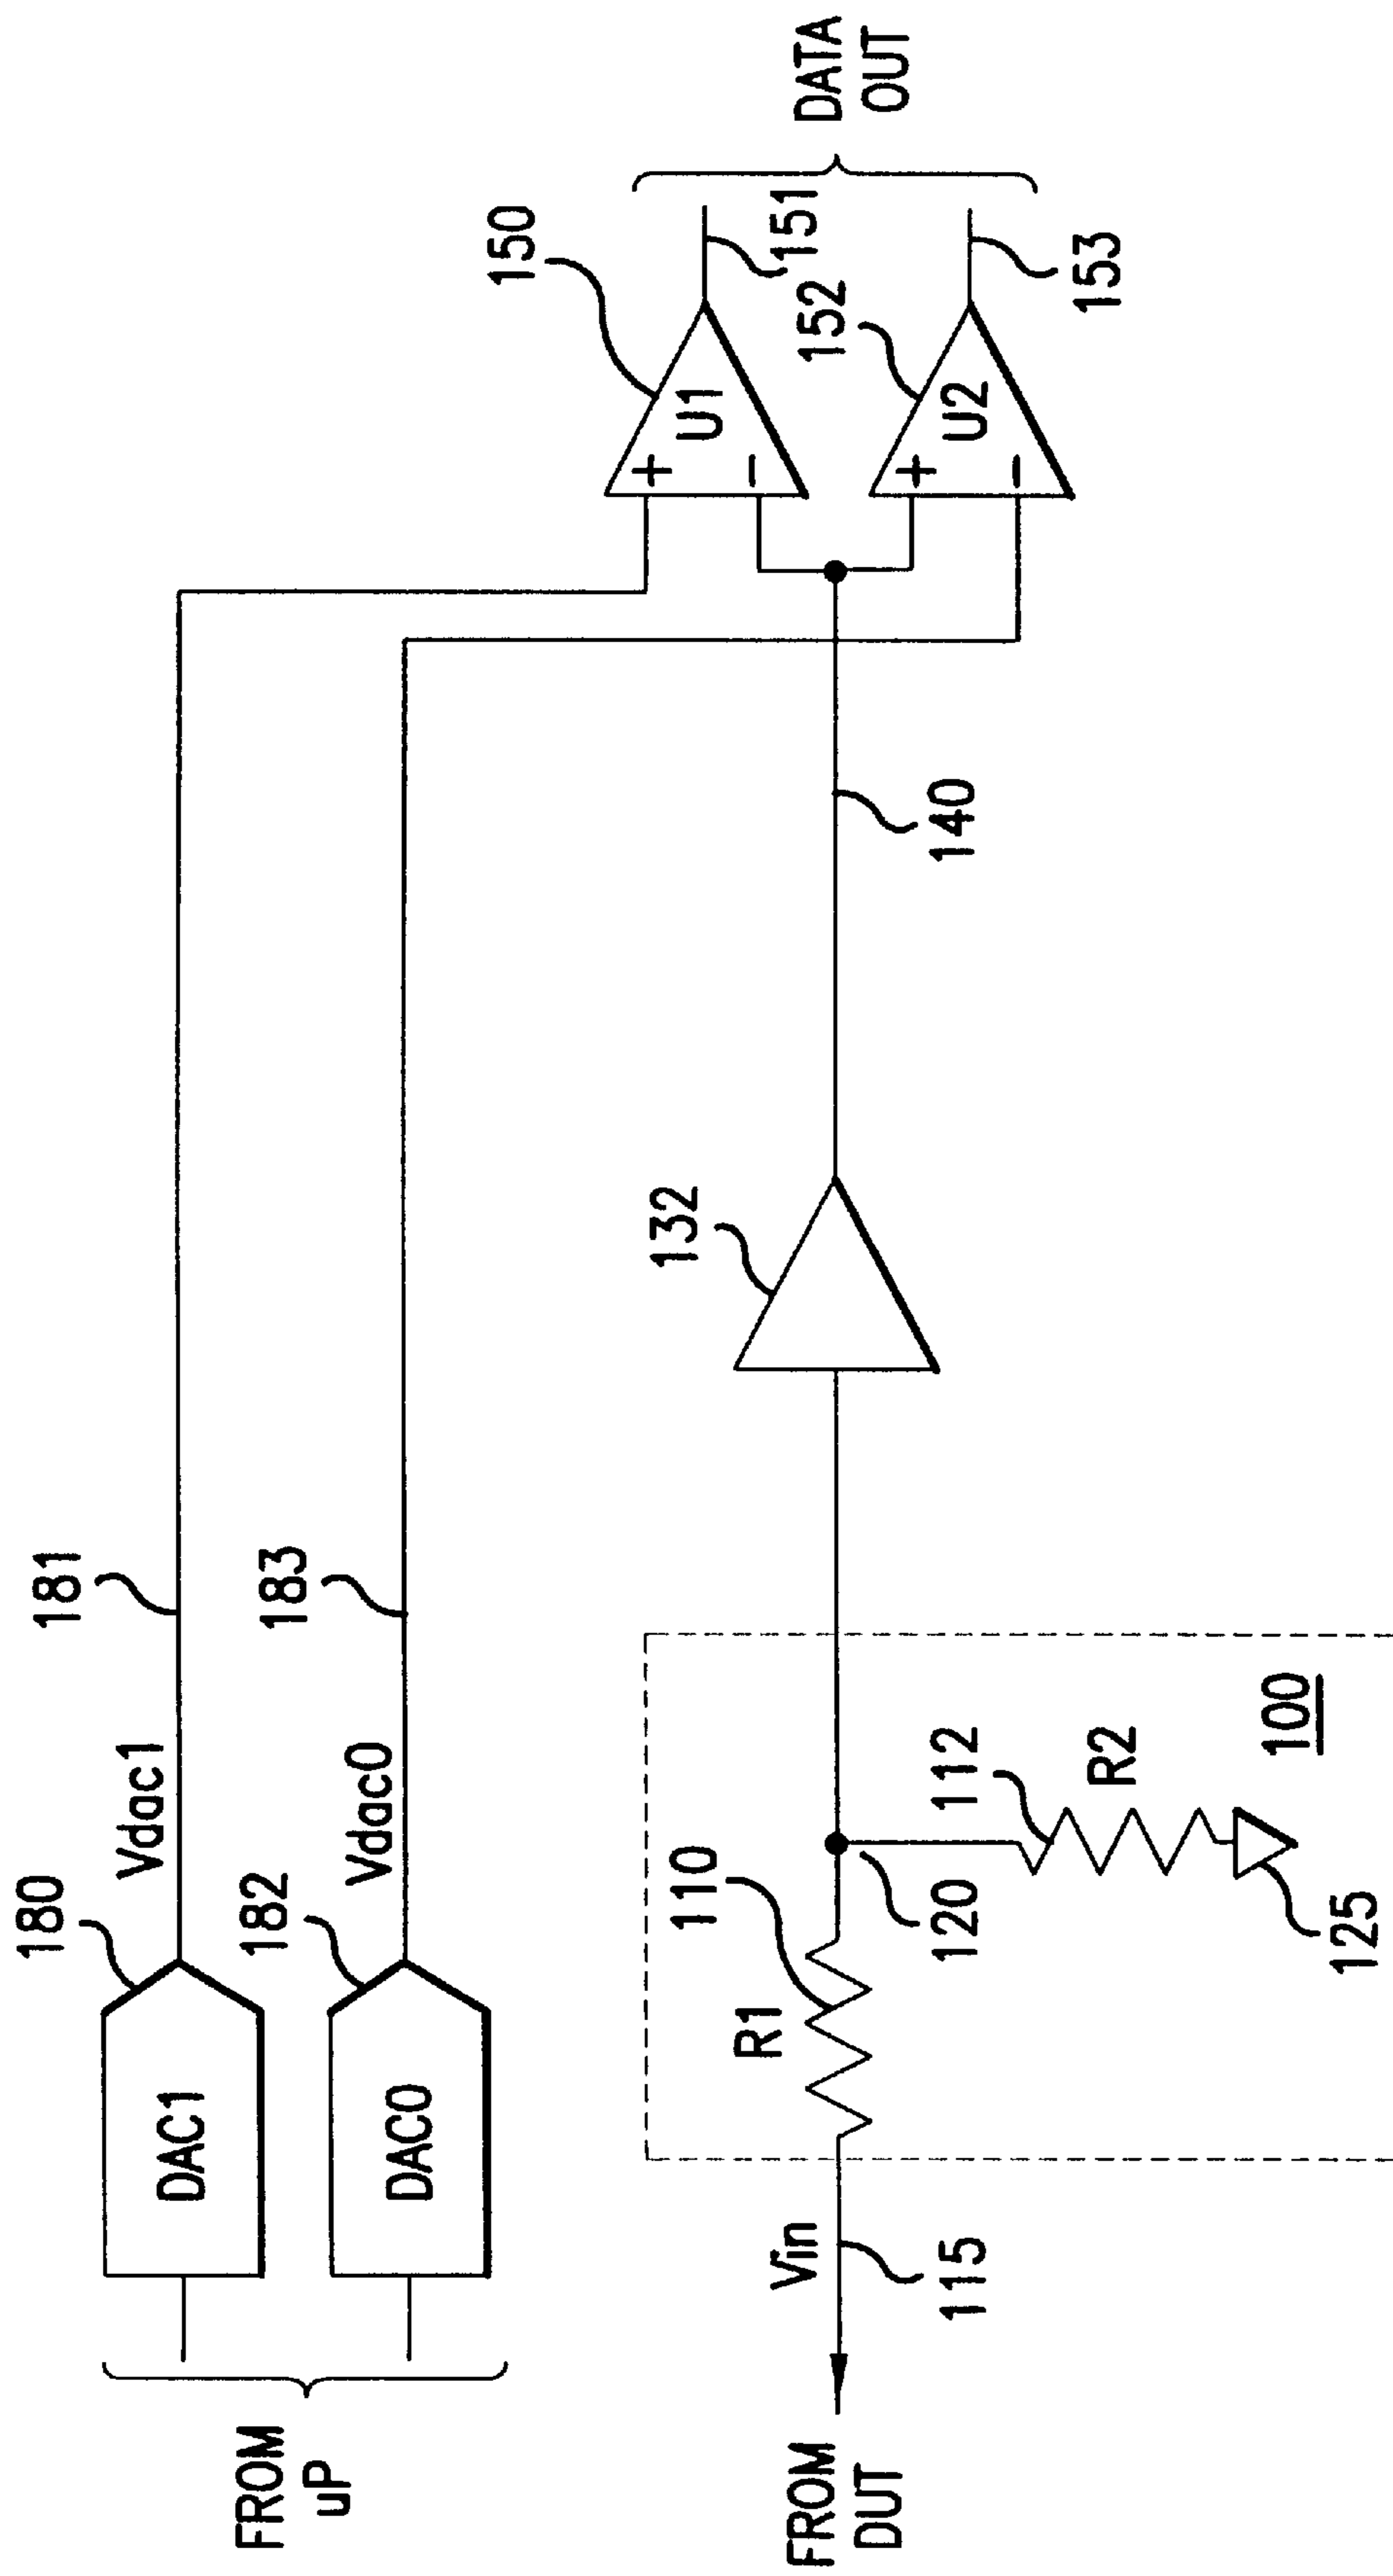 180
Vdac1
181
DAC1
FROM
uP
182
Vdac0
183
DAC0
150
U1
151
DATA
OUT
152
U2
153
132
140
FROM
DUT
Vin
115
R1
110
120
112
R2
125
100
+
-
+
-